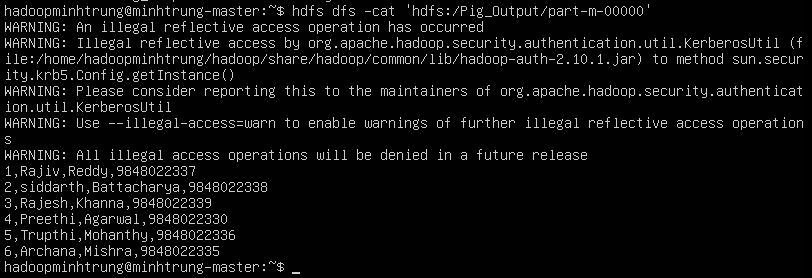 hadoopminhtrung@minhtrung-master:~$ hdfs dfs -cat 'hdfs:/Pig_Output/part-m-00000'
WARNING: An illegal reflective access operation has occurred
WARNING: Illegal reflective access by org.apache.hadoop.security.authentication.util.KerberosUtil (f
ile:/home/hadoopminhtrung/hadoop/share/hadoop/common/lib/hadoop-auth-2.10.1.jar) to method sun.secur
ity.krb5.Config.getInstance()
WARNING: Please consider reporting this to the maintainers of org.apache.hadoop.security.authenticat
ion.util.KerberosUtil
WARNING: Use --illegal-access=warn to enable warnings of further illegal reflective access operation
s
WARNING: All illegal access operations will be denied in a future release
1,Rajiv,Reddy,9848022337
2,siddarth,Battacharya,9848022338
3,Rajesh,Khanna,9848022339
4,Preethi,Agarwal,9848022330
5,Trupthi,Mohanthy,9848022336
6,Archana,Mishra,9848022335
hadoopminhtrung@minhtrung-master:~$ _